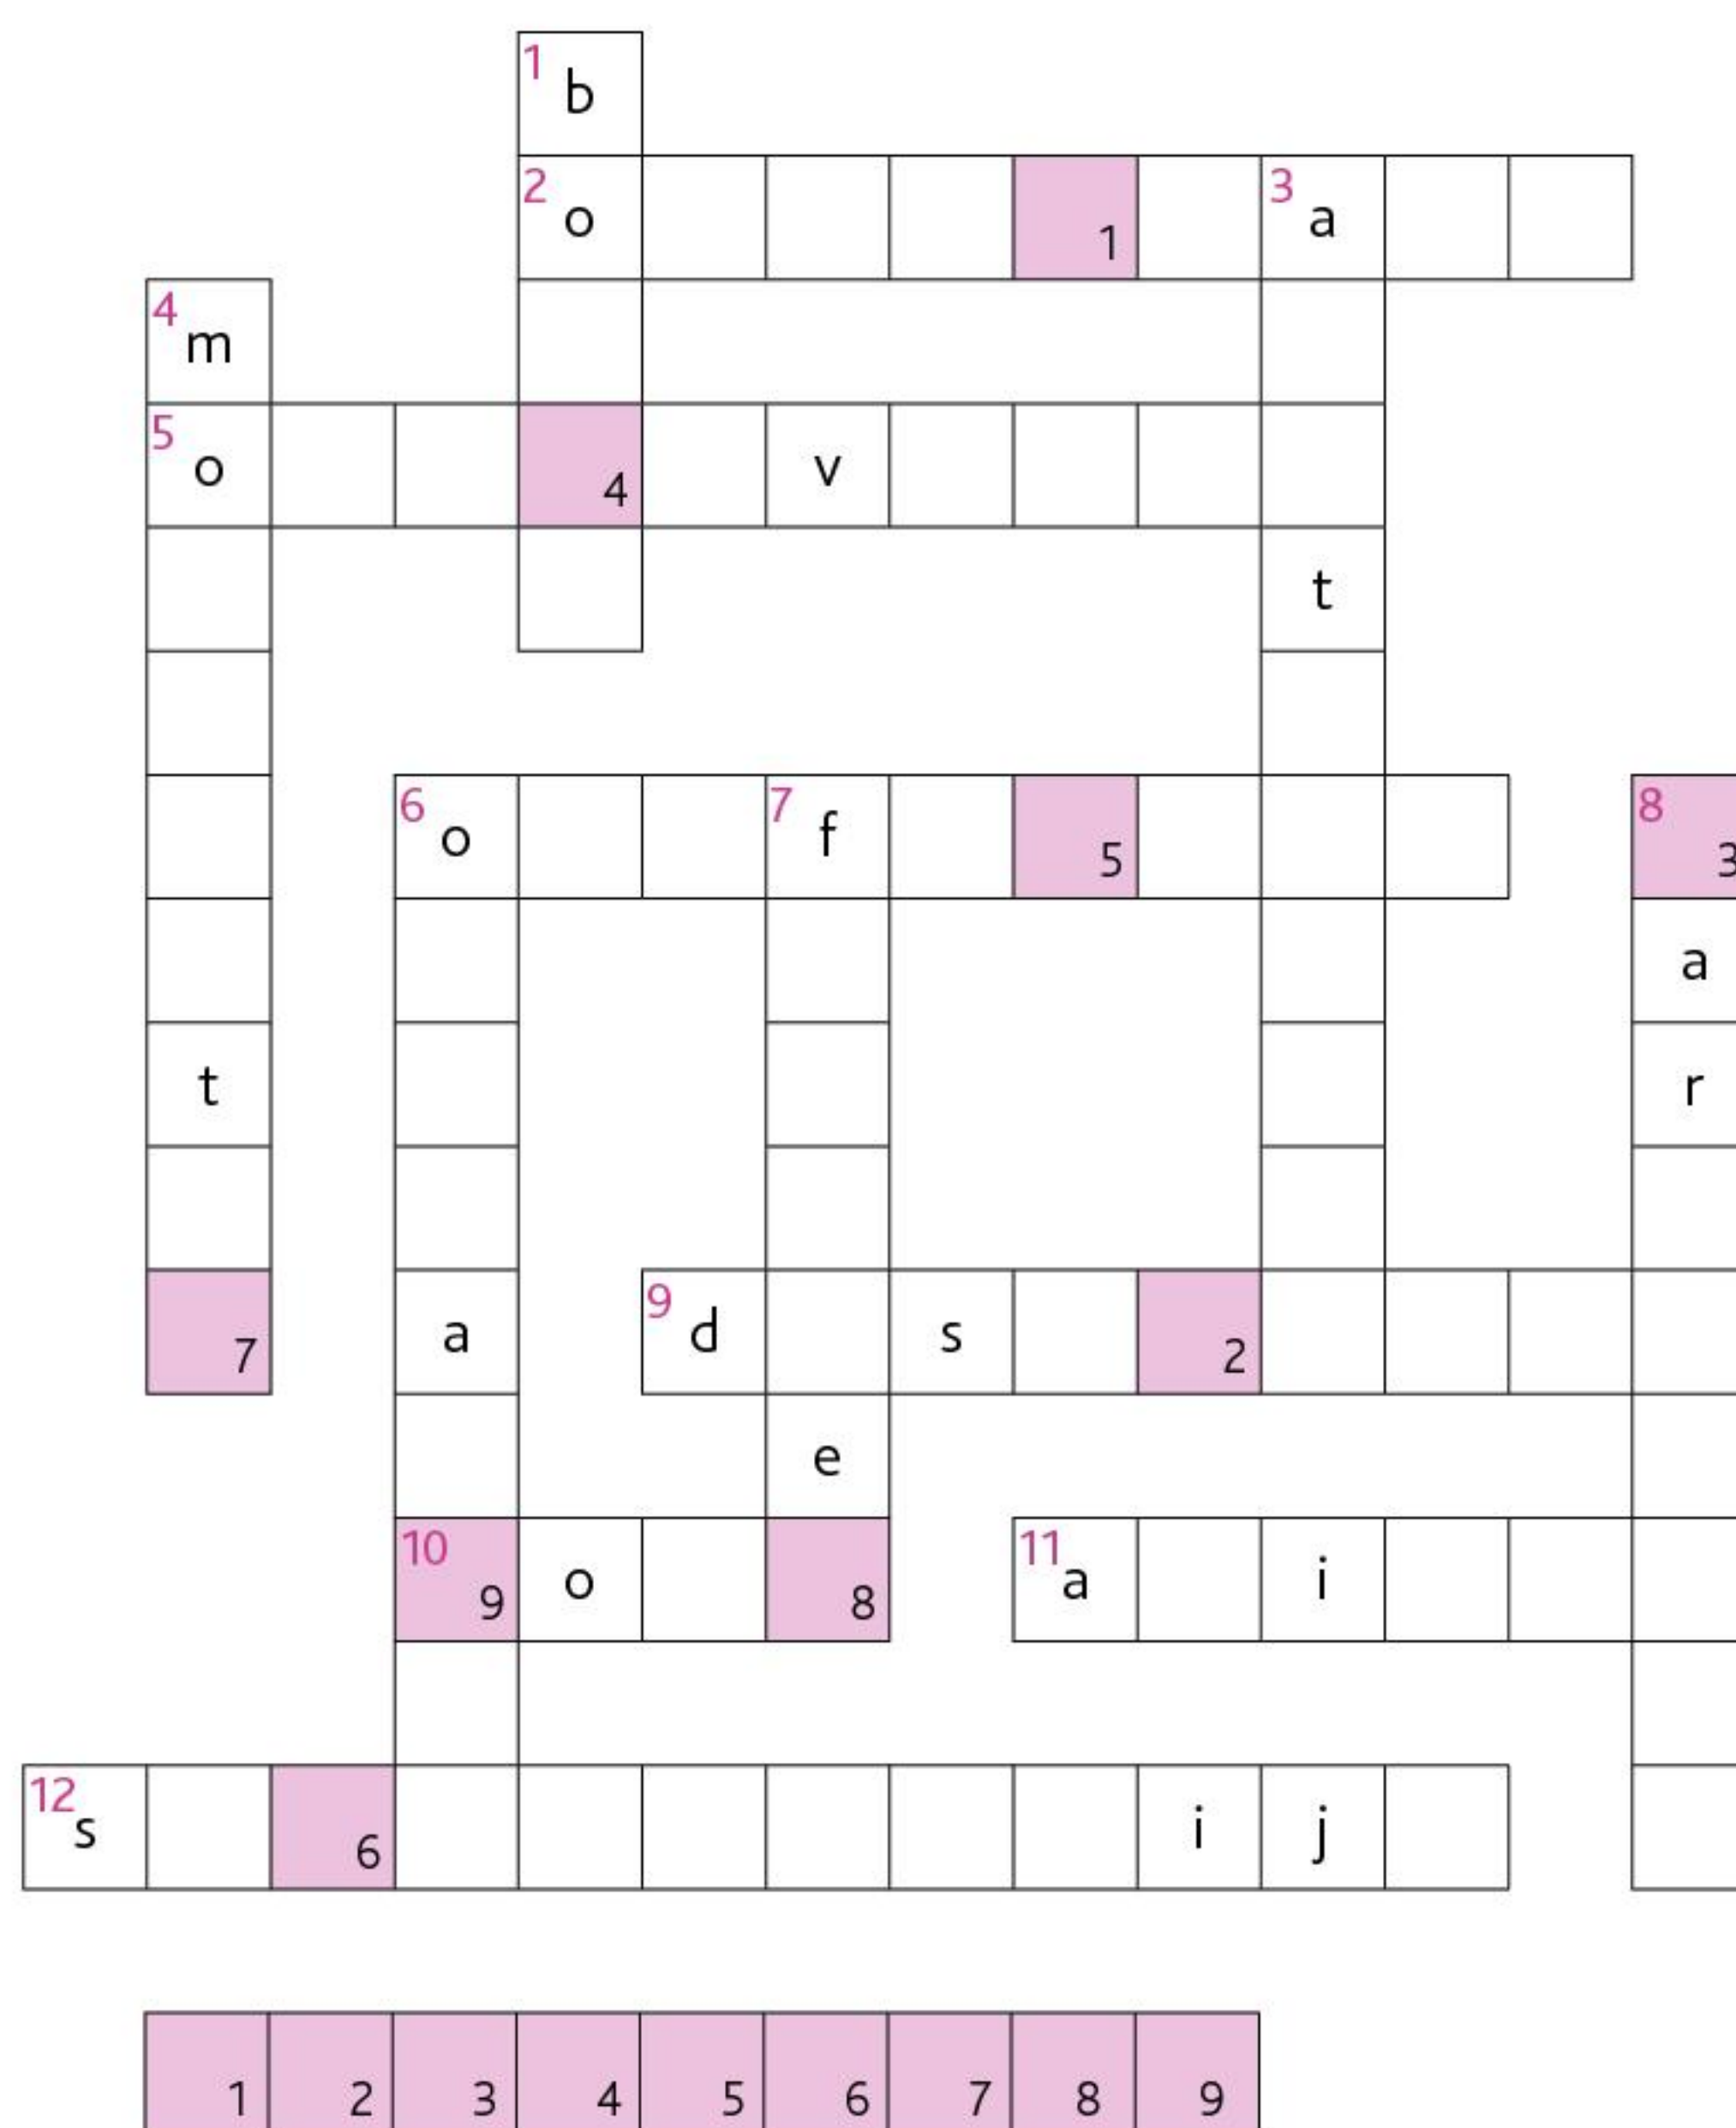 1 b
2 o 1 3 a
4 m
5 o 4 v
t
6 o 7 f 5 8 3
a
t r
7 a 9 d s 2
e
10 9 o 8 11 a i
12 s 6 i j
1 2 3 4 5 6 7 8 9